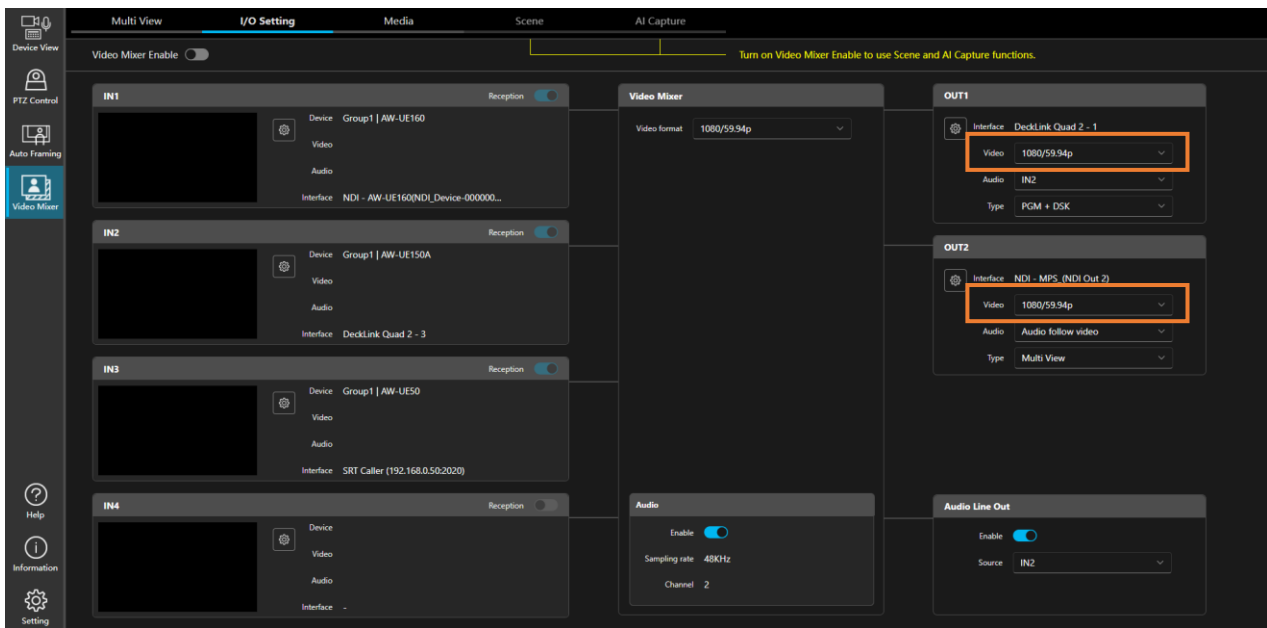 Multi View
I/O Setting
Media
Scene
AI Capture
Device View
PTZ Control
Auto Framing
Video Mixer
Help
Information
Setting
Video Mixer Enable
Turn on Video Mixer Enable to use Scene and AI Capture functions.
IN1
Reception
Device Group1 | AW-UE160
Video
Audio
Interface NDI - AW-UE160(NDI_Device-000000...
IN2
Reception
Device Group1 | AW-UE150A
Video
Audio
Interface DeckLink Quad 2 - 3
IN3
Reception
Device Group1 | AW-UE50
Video
Audio
Interface SRT Caller (192.168.0.50:2020)
IN4
Reception
Device
Video
Audio
Interface -
Video Mixer
Video format 1080/59.94p
Audio
Enable
Sampling rate 48KHz
Channel 2
OUT1
Interface DeckLink Quad 2 - 1
Video 1080/59.94p
Audio IN2
Type PGM + DSK
OUT2
Interface NDI - MPS_(NDI Out 2)
Video 1080/59.94p
Audio Audio follow video
Type Multi View
Audio Line Out
Enable
Source IN2